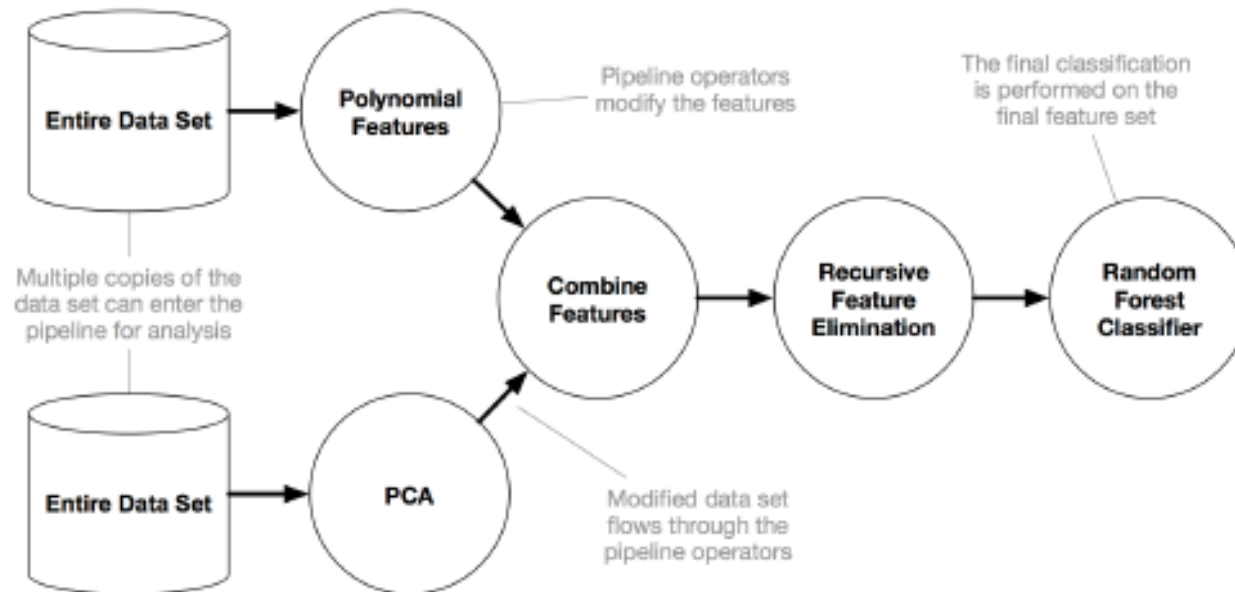 Entire Data Set
Polynomial
Features
Pipeline operators
modify the features
The final classification
is performed on the
final feature set
Multiple copies of the
data set can enter the
pipeline for analysis
Combine
Features
Recursive
Feature
Elimination
Random
Forest
Classifier
Entire Data Set
PCA
Modified data set
flows through the
pipeline operators